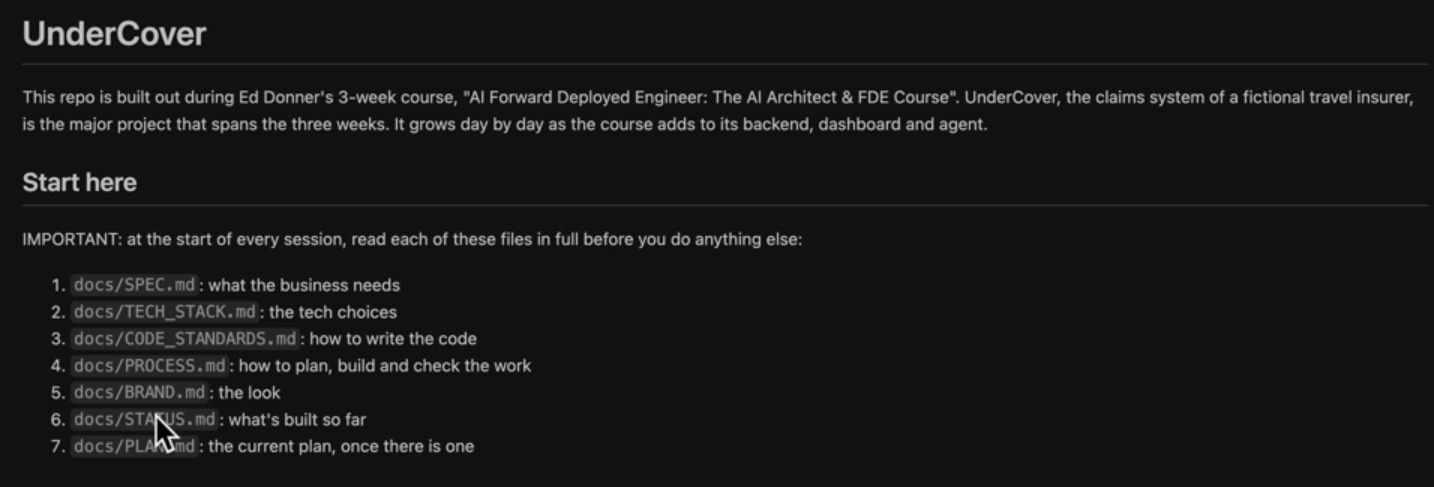 UnderCover
This repo is built out during Ed Donner's 3-week course, "AI Forward Deployed Engineer: The AI Architect & FDE Course". UnderCover, the claims system of a fictional travel insurer,
is the major project that spans the three weeks. It grows day by day as the course adds to its backend, dashboard and agent.
Start here
IMPORTANT: at the start of every session, read each of these files in full before you do anything else:
1. docs/SPEC.md: what the business needs
2. docs/TECH_STACK.md: the tech choices
3. docs/CODE_STANDARDS.md: how to write the code
4. docs/PROCESS.md: how to plan, build and check the work
5. docs/BRAND.md: the look
6. docs/STATUS.md: what's built so far
7. docs/PLAN.md: the current plan, once there is one